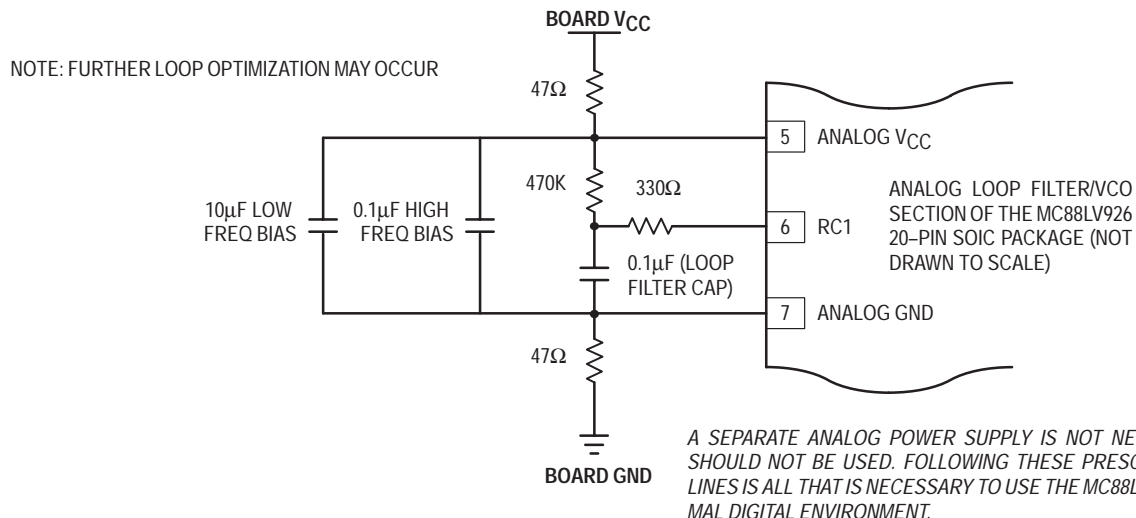 BOARD VCC
NOTE: FURTHER LOOP OPTIMIZATION MAY OCCUR
47Ω
5 ANALOG VCC
470K
330Ω
10µF LOW
FREQ BIAS
0.1µF HIGH
FREQ BIAS
6 RC1
ANALOG LOOP FILTER/VCO
SECTION OF THE MC88LV926
20–PIN SOIC PACKAGE (NOT
DRAWN TO SCALE)
0.1µF (LOOP
FILTER CAP)
7 ANALOG GND
47Ω
BOARD GND
A SEPARATE ANALOG POWER SUPPLY IS NOT NE
SHOULD NOT BE USED. FOLLOWING THESE PRESC
LINES IS ALL THAT IS NECESSARY TO USE THE MC88L
MAL DIGITAL ENVIRONMENT.